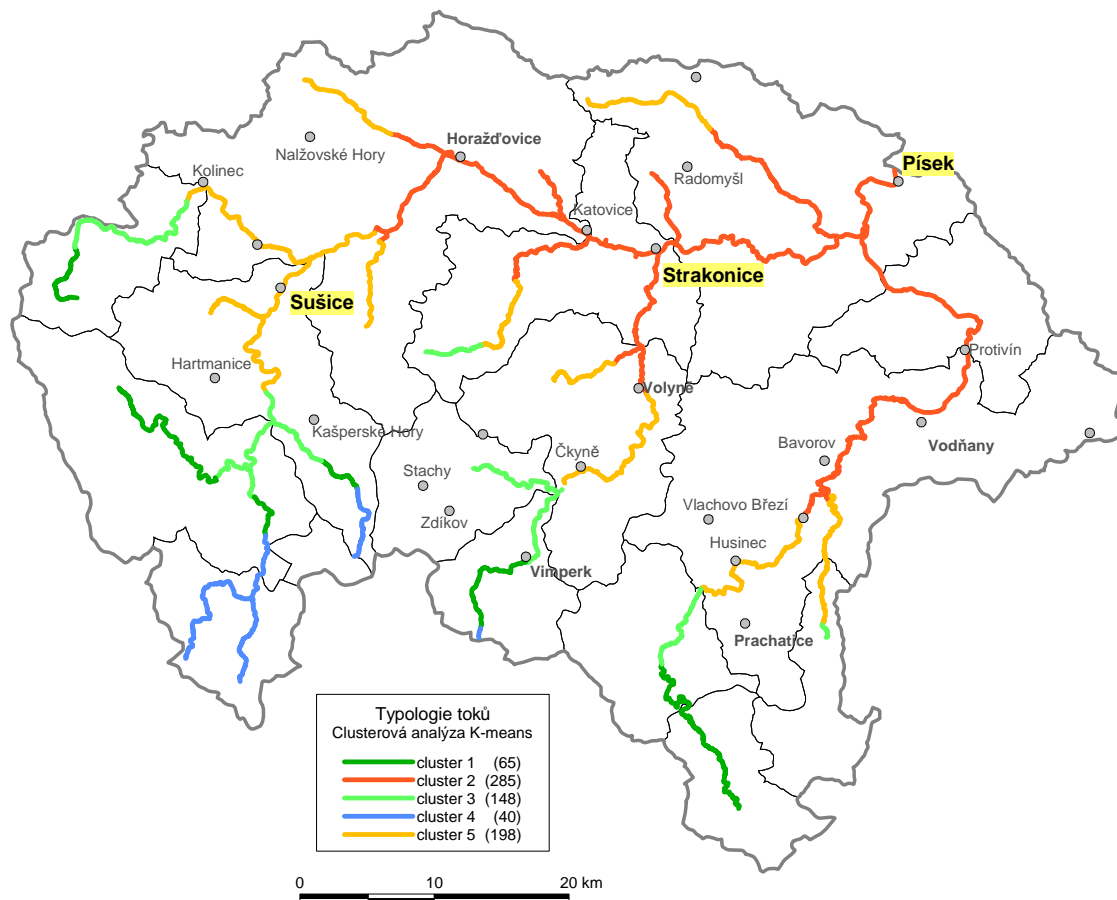 Písek
Horažďovice
Nalžovské Hory
Kolinec
Radomyšl
Katovice
Strakonice
Sušice
Protivín
Hartmanice
Volyně
Kašperské Hory
Vodňany
Bavorov
Čkyně
Stachy
Vlachovo Březí
Zdíkov
Husinec
Vimperk
Prachatice
Typologie toků
Clusterová analýza K-means
cluster 1 (65)
cluster 2 (285)
cluster 3 (148)
cluster 4 (40)
cluster 5 (198)
0 10 20 km